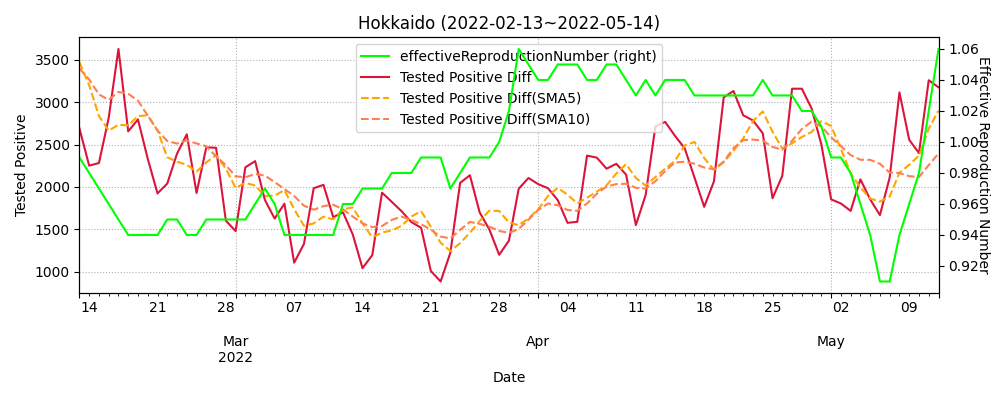 Hokkaido (2022-02-13~2022-05-14)
effectiveReproductionNumber (right)
Tested Positive Diff
Tested Positive Diff(SMA5)
Tested Positive Diff(SMA10)
Tested Positive
3500
3000
2500
2000
1500
1000
1.06
1.04
1.02
1.00
0.98
0.96
0.94
0.92
Effective Reproduction Number
14 21 28 07 14 21 28 04 11 18 25 02 09
Mar Apr May
2022
Date